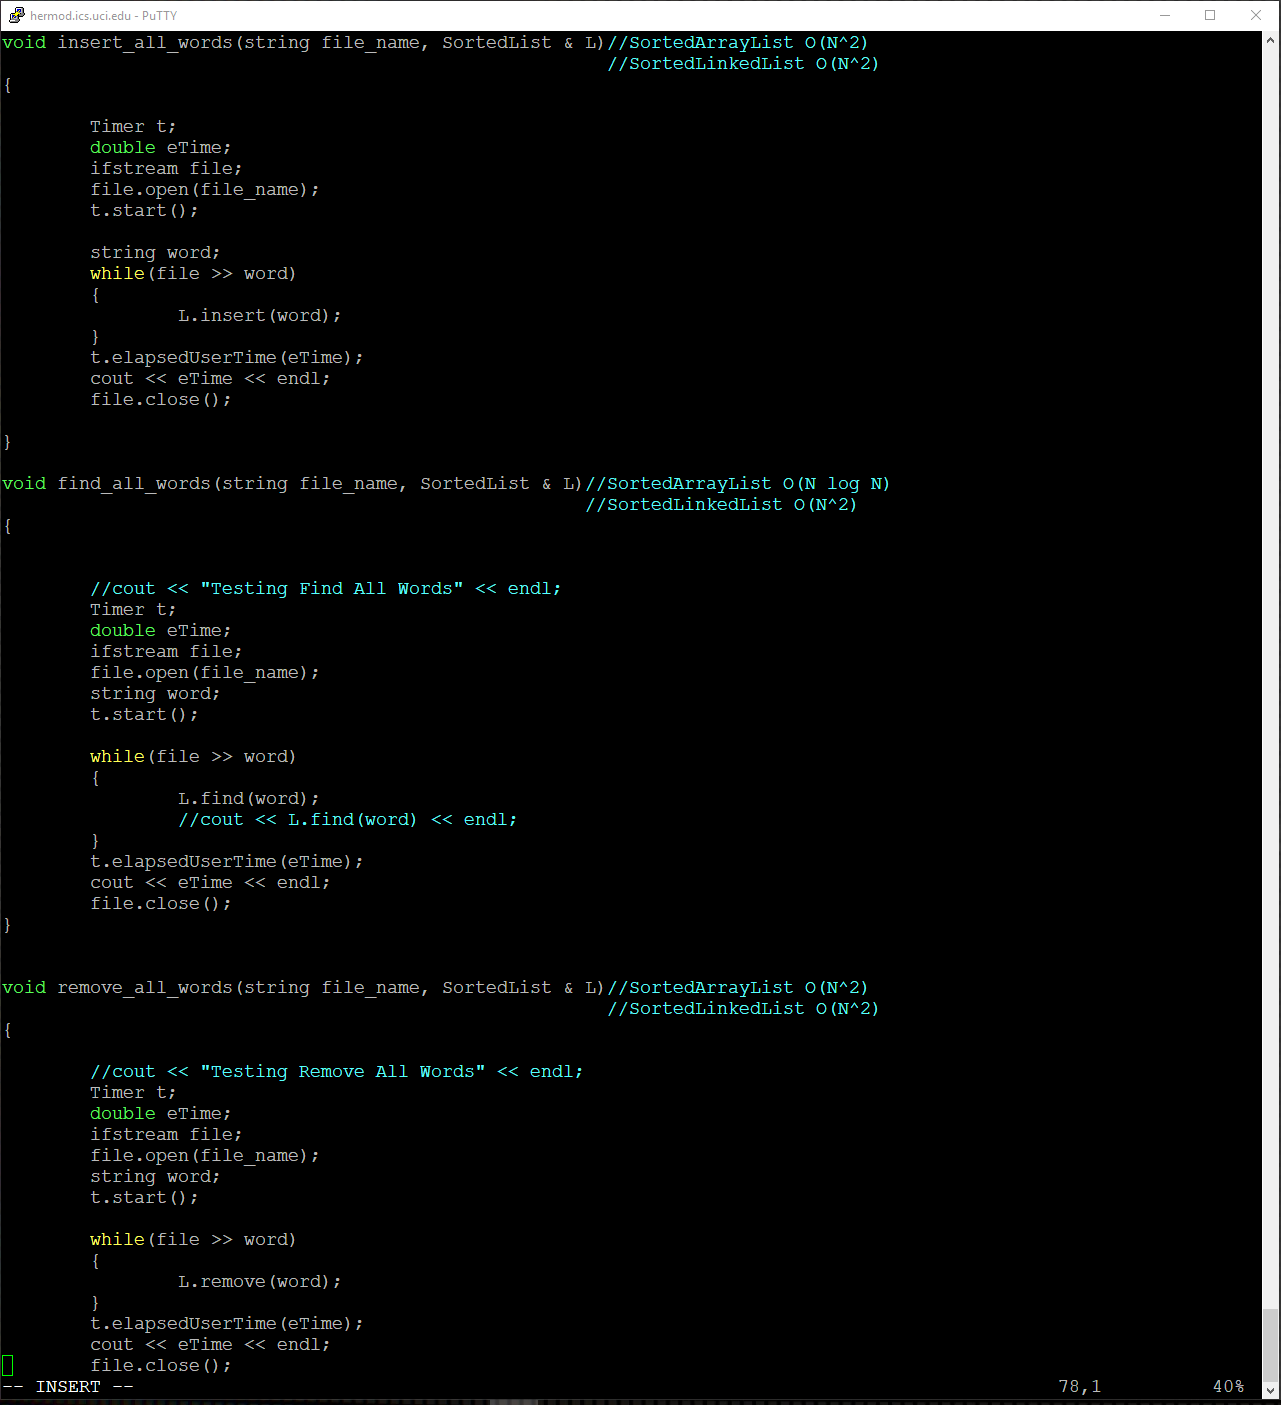 hermod.ics.uci.edu - PuTTY
void insert_all_words(string file_name, SortedList & L)//SortedArrayList O(N^2)
//SortedLinkedList O(N^2)
{
Timer t;
double eTime;
ifstream file;
file.open(file_name);
t.start();
string word;
while(file >> word)
{
L.insert(word);
}
t.elapsedUserTime(eTime);
cout << eTime << endl;
file.close();
}
void find_all_words(string file_name, SortedList & L)//SortedArrayList O(N log N)
//SortedLinkedList O(N^2)
{
//cout << "Testing Find All Words" << endl;
Timer t;
double eTime;
ifstream file;
file.open(file_name);
string word;
t.start();
while(file >> word)
{
L.find(word);
//cout << L.find(word) << endl;
}
t.elapsedUserTime(eTime);
cout << eTime << endl;
file.close();
}
void remove_all_words(string file_name, SortedList & L)//SortedArrayList O(N^2)
//SortedLinkedList O(N^2)
{
//cout << "Testing Remove All Words" << endl;
Timer t;
double eTime;
ifstream file;
file.open(file_name);
string word;
t.start();
while(file >> word)
{
L.remove(word);
}
t.elapsedUserTime(eTime);
cout << eTime << endl;
file.close();
-- INSERT -- 78,1 40%